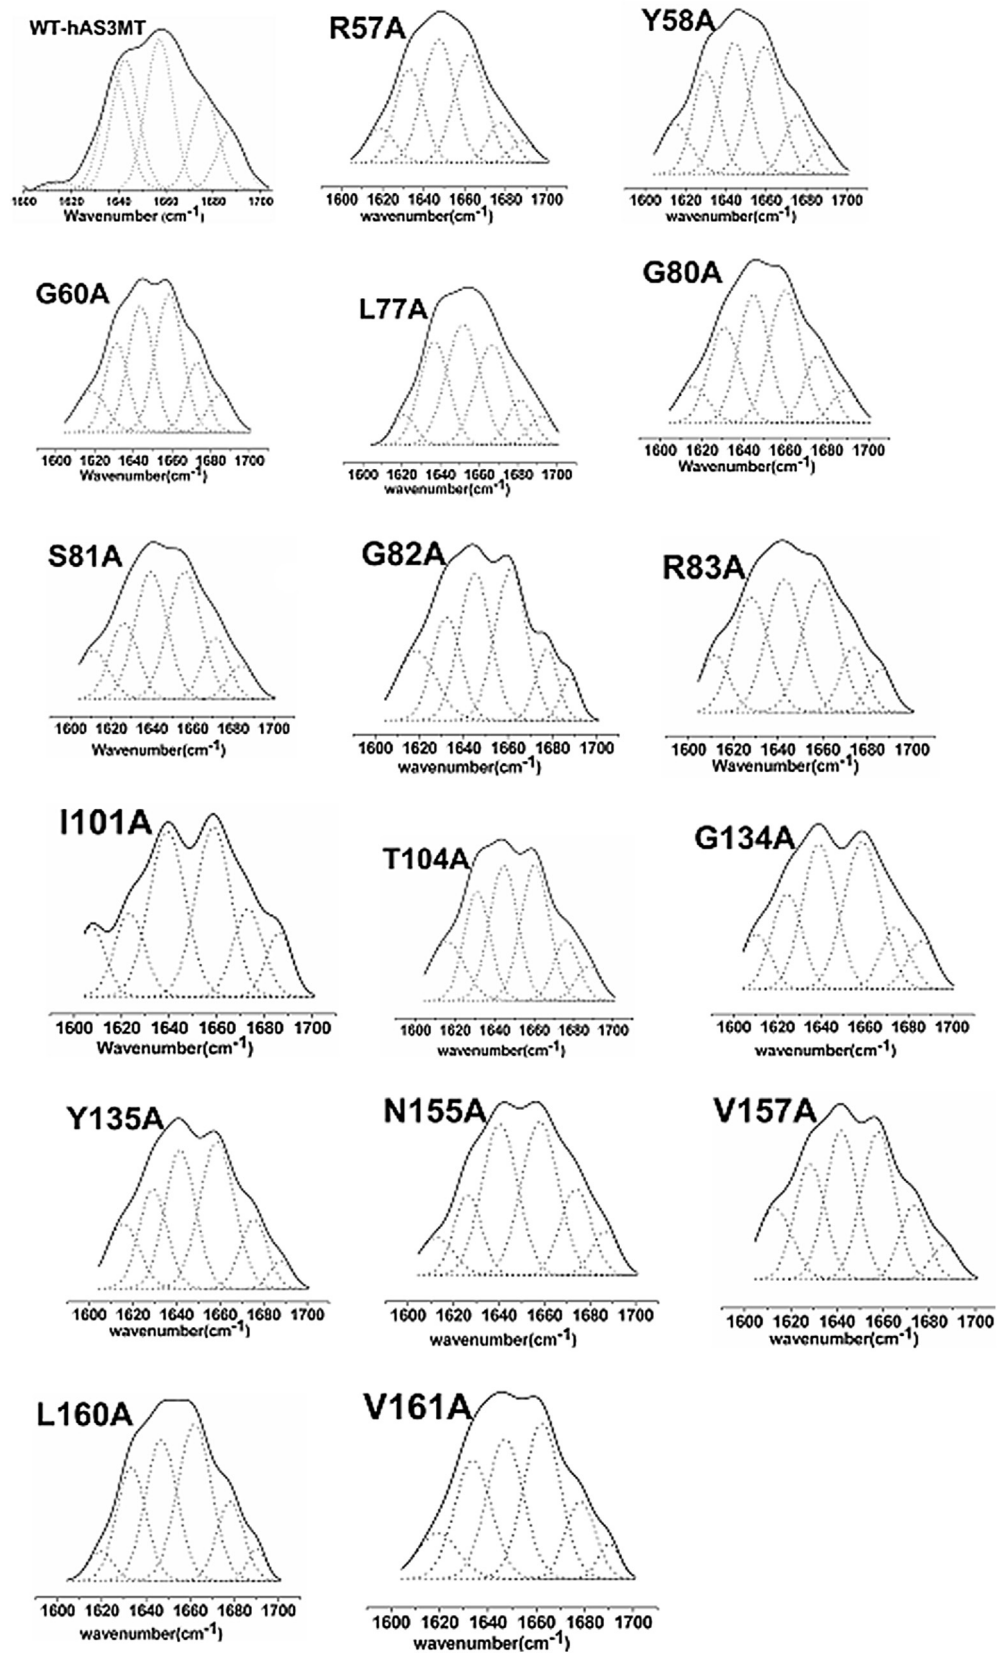 WT-hAS3MT
1600 1620 1640 1660 1680 1700
Wavenumber (cm-1)
R57A
1600 1620 1640 1660 1680 1700
wavenumber(cm-1)
Y58A
1600 1620 1640 1660 1680 1700
wavenumber(cm-1)
G60A
1600 1620 1640 1660 1680 1700
Wavenumber(cm-1)
L77A
1600 1620 1640 1660 1680 1700
wavenumber(cm-1)
G80A
1600 1620 1640 1660 1680 1700
Wavenumber(cm-1)
S81A
1600 1620 1640 1660 1680 1700
Wavenumber(cm-1)
G82A
1600 1620 1640 1660 1680 1700
wavenumber(cm-1)
R83A
1600 1620 1640 1660 1680 1700
Wavenumber(cm-1)
I101A
1600 1620 1640 1660 1680 1700
Wavenumber(cm-1)
T104A
1600 1620 1640 1660 1680 1700
wavenumber(cm-1)
G134A
1600 1620 1640 1660 1680 1700
wavenumber(cm-1)
Y135A
1600 1620 1640 1660 1680 1700
wavenumber(cm-1)
N155A
1600 1620 1640 1660 1680 1700
wavenumber(cm-1)
V157A
1600 1620 1640 1660 1680 1700
wavenumber(cm-1)
L160A
1600 1620 1640 1660 1680 1700
wavenumber(cm-1)
V161A
1600 1620 1640 1660 1680 1700
wavenumber(cm-1)